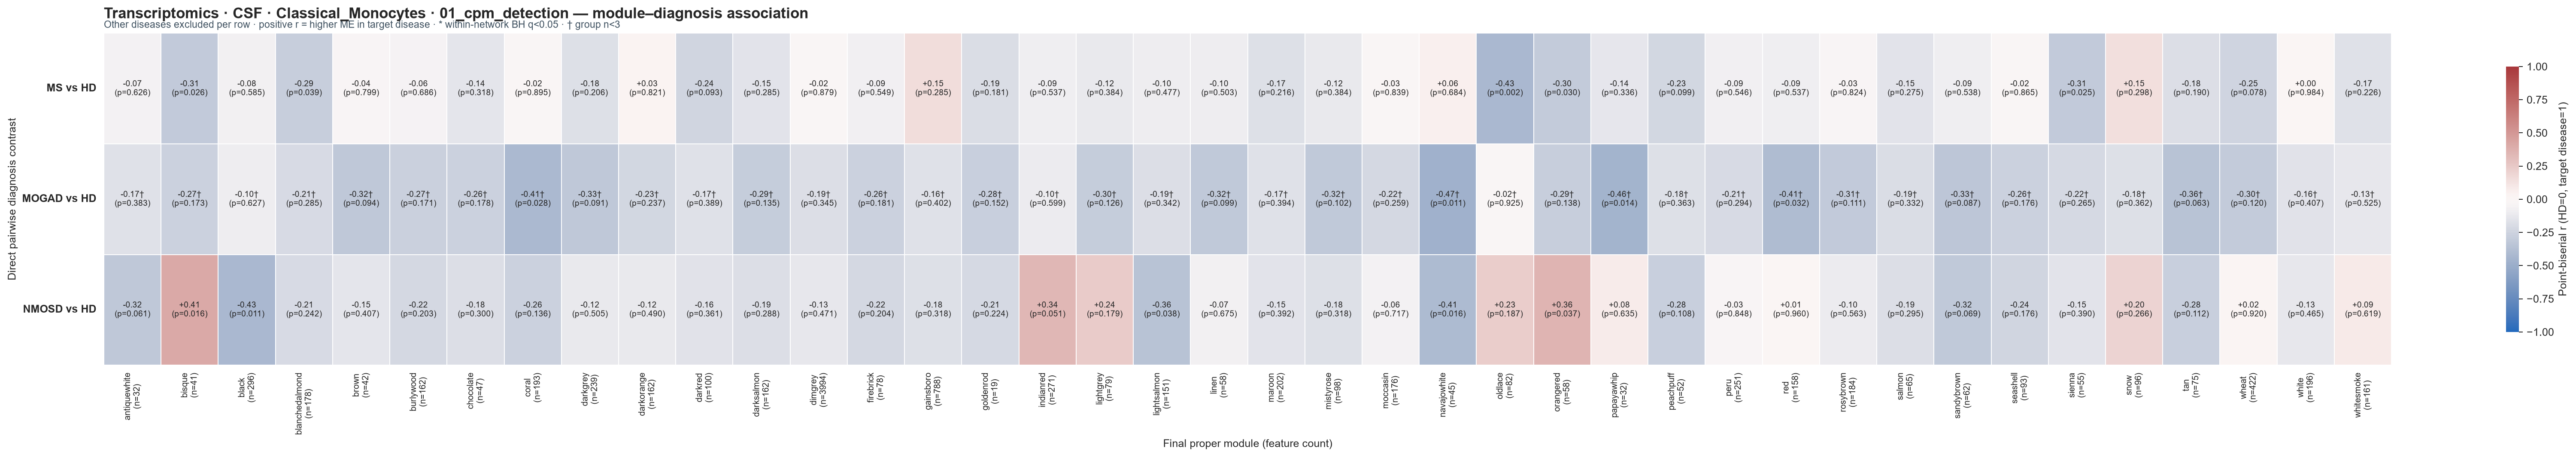 Transcriptomics · CSF · Classical_Monocytes · 01_cpm_detection — module–diagnosis association
Other diseases excluded per row · positive r = higher ME in target disease · * within-network BH q<0.05 · † group n<3
Direct pairwise diagnosis contrast
MS vs HD
-0.07 -0.31 -0.08 -0.29 -0.04 -0.06 -0.14 -0.02 -0.18 +0.03 -0.24 -0.15 -0.02 -0.09 +0.15 -0.19 -0.09 -0.12 -0.10 -0.10 -0.17 -0.12 -0.03 +0.06 -0.43 -0.30 -0.14 -0.23 -0.09 -0.09 -0.03 -0.15 -0.09 -0.02 -0.31 +0.15 -0.18 -0.25 +0.00 -0.17
(p=0.626) (p=0.026) (p=0.585) (p=0.039) (p=0.799) (p=0.686) (p=0.318) (p=0.895) (p=0.206) (p=0.821) (p=0.093) (p=0.285) (p=0.879) (p=0.549) (p=0.285) (p=0.181) (p=0.537) (p=0.384) (p=0.477) (p=0.503) (p=0.216) (p=0.384) (p=0.839) (p=0.684) (p=0.002) (p=0.030) (p=0.336) (p=0.099) (p=0.546) (p=0.537) (p=0.824) (p=0.275) (p=0.538) (p=0.865) (p=0.025) (p=0.298) (p=0.190) (p=0.078) (p=0.984) (p=0.226)
MOGAD vs HD
-0.17† -0.27† -0.10† -0.21† -0.32† -0.27† -0.26† -0.41† -0.33† -0.23† -0.17† -0.29† -0.19† -0.26† -0.16† -0.28† -0.10† -0.30† -0.19† -0.32† -0.17† -0.32† -0.22† -0.47† -0.02† -0.29† -0.46† -0.18† -0.21† -0.41† -0.31† -0.19† -0.33† -0.26† -0.22† -0.18† -0.36† -0.30† -0.16† -0.13†
(p=0.383) (p=0.173) (p=0.627) (p=0.285) (p=0.094) (p=0.171) (p=0.178) (p=0.028) (p=0.091) (p=0.237) (p=0.389) (p=0.135) (p=0.345) (p=0.181) (p=0.402) (p=0.152) (p=0.599) (p=0.126) (p=0.342) (p=0.099) (p=0.394) (p=0.102) (p=0.259) (p=0.011) (p=0.925) (p=0.138) (p=0.014) (p=0.363) (p=0.294) (p=0.032) (p=0.111) (p=0.332) (p=0.087) (p=0.176) (p=0.265) (p=0.362) (p=0.063) (p=0.120) (p=0.407) (p=0.525)
NMOSD vs HD
-0.32 +0.41 -0.43 -0.21 -0.15 -0.22 -0.18 -0.26 -0.12 -0.12 -0.16 -0.19 -0.13 -0.22 -0.18 -0.21 +0.34 +0.24 -0.36 -0.07 -0.15 -0.18 -0.06 -0.41 +0.23 +0.36 +0.08 -0.28 -0.03 +0.01 -0.10 -0.19 -0.32 -0.24 -0.15 +0.20 -0.28 +0.02 -0.13 +0.09
(p=0.061) (p=0.016) (p=0.011) (p=0.242) (p=0.407) (p=0.203) (p=0.300) (p=0.136) (p=0.505) (p=0.490) (p=0.361) (p=0.288) (p=0.471) (p=0.204) (p=0.318) (p=0.224) (p=0.051) (p=0.179) (p=0.038) (p=0.675) (p=0.392) (p=0.318) (p=0.717) (p=0.016) (p=0.187) (p=0.037) (p=0.635) (p=0.108) (p=0.848) (p=0.960) (p=0.563) (p=0.295) (p=0.069) (p=0.176) (p=0.390) (p=0.266) (p=0.112) (p=0.920) (p=0.465) (p=0.619)
antiquewhite
(n=32)
bisque
(n=41)
black
(n=296)
blanchedalmond
(n=178)
brown
(n=42)
burlywood
(n=162)
chocolate
(n=47)
coral
(n=193)
darkgrey
(n=239)
darkorange
(n=162)
darkred
(n=100)
darksalmon
(n=162)
dimgrey
(n=3994)
firebrick
(n=78)
gainsboro
(n=788)
goldenrod
(n=19)
indianred
(n=271)
lightgrey
(n=79)
lightsalmon
(n=151)
linen
(n=58)
maroon
(n=202)
mistyrose
(n=98)
moccasin
(n=176)
navajowhite
(n=45)
oldlace
(n=82)
orangered
(n=58)
papayawhip
(n=32)
peachpuff
(n=52)
peru
(n=251)
red
(n=158)
rosybrown
(n=184)
salmon
(n=65)
sandybrown
(n=62)
seashell
(n=93)
sienna
(n=55)
snow
(n=96)
tan
(n=75)
wheat
(n=422)
white
(n=196)
whitesmoke
(n=161)
Final proper module (feature count)
1.00
0.75
0.50
0.25
0.00
−0.25
−0.50
−0.75
−1.00
Point-biserial r (HD=0, target disease=1)